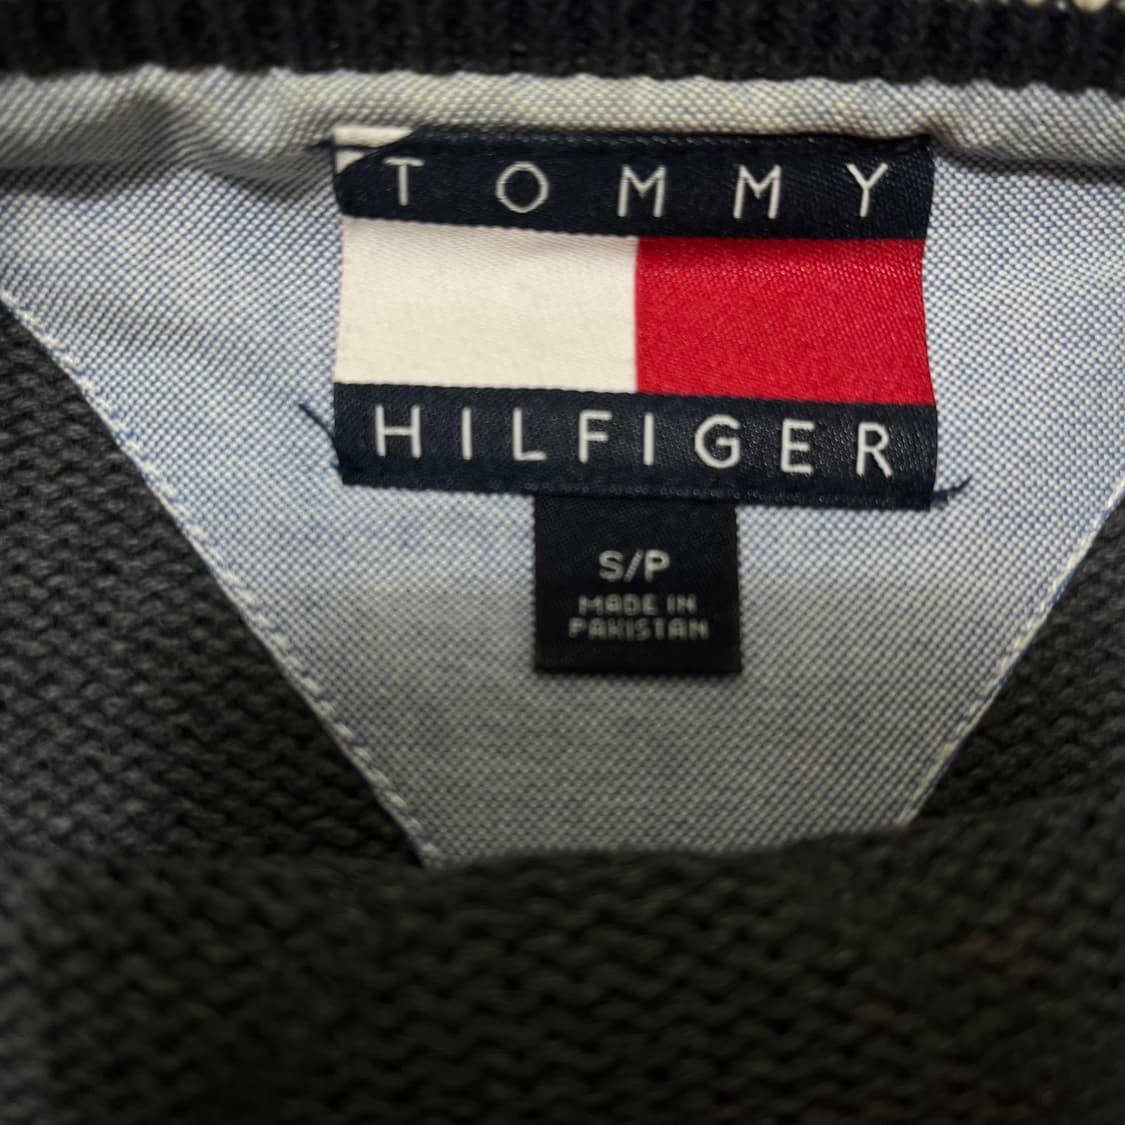 TOMMY
HILFIGER
S/P
MADE IN
PAKISTAN